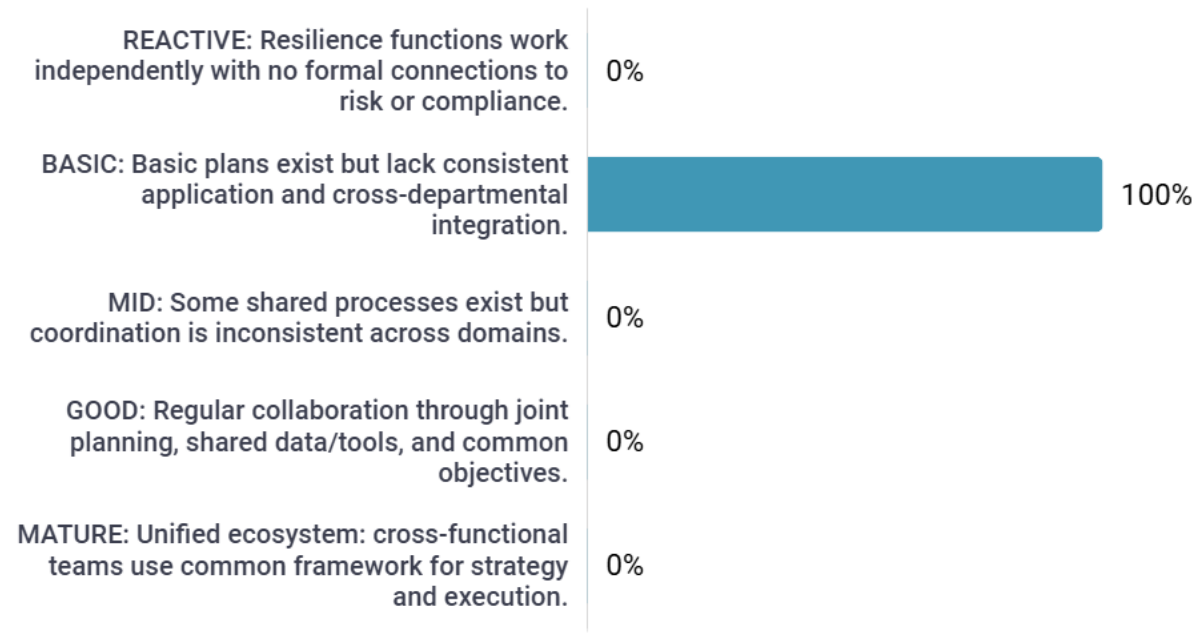 REACTIVE: Resilience functions work
independently with no formal connections to
risk or compliance.
0%
BASIC: Basic plans exist but lack consistent
application and cross-departmental
integration.
100%
MID: Some shared processes exist but
coordination is inconsistent across domains.
0%
GOOD: Regular collaboration through joint
planning, shared data/tools, and common
objectives.
0%
MATURE: Unified ecosystem: cross-functional
teams use common framework for strategy
and execution.
0%